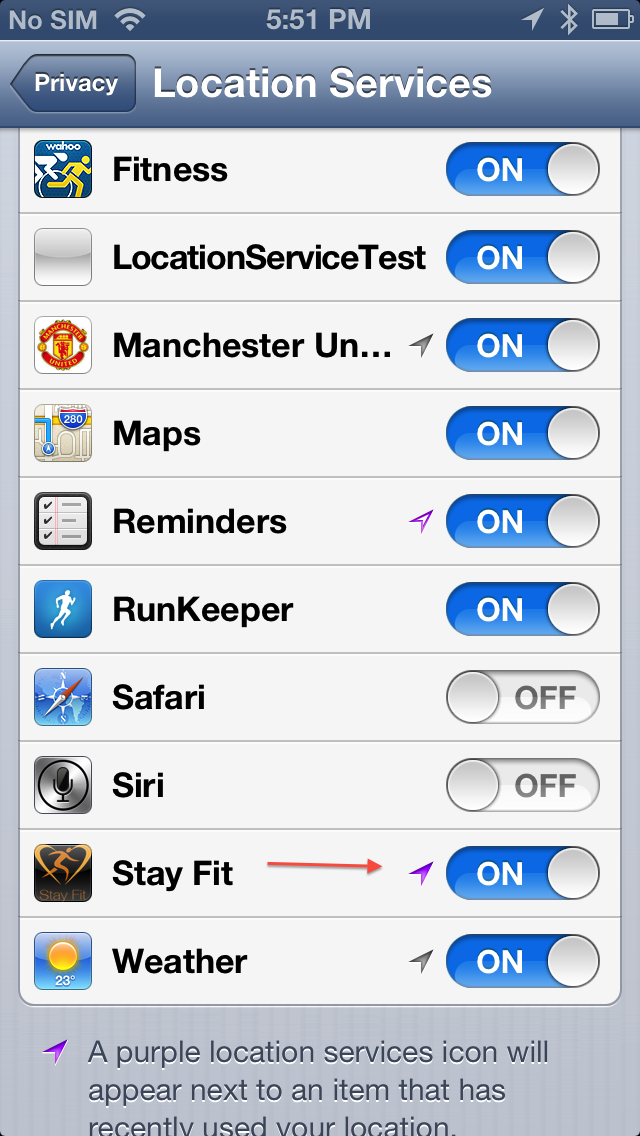 No SIM 5:51 PM
Privacy Location Services
wahoo Fitness ON
LocationServiceTest ON
MANCHESTER UNITED Manchester Un... ON
280 Maps ON
Reminders ON
RunKeeper ON
N S Safari OFF
Siri OFF
Stay Fit Stay Fit ON
23° Weather ON
A purple location services icon will
appear next to an item that has
recently used your location.